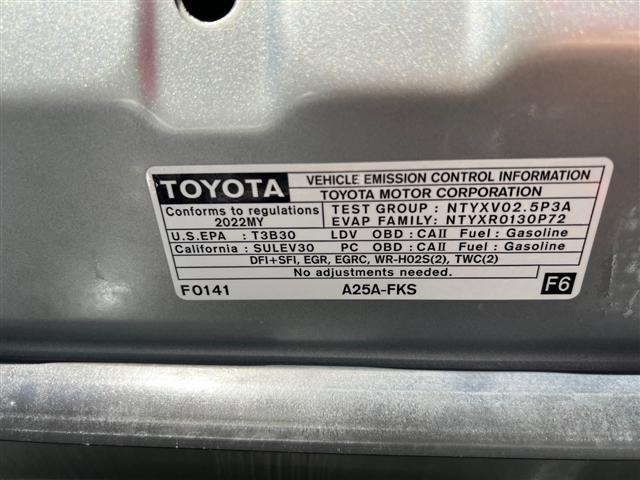 TOYOTA VEHICLE EMISSION CONTROL INFORMATION
TOYOTA MOTOR CORPORATION
Conforms to regulations
2022MY
TEST GROUP : NTYXV02.5P3A
EVAP FAMILY: NTYXR0130P72
U.S.EPA : T3B30 LDV OBD : CAII Fuel : Gasoline
California : SULEV30 PC OBD : CAII Fuel : Gasoline
DFI+SFI, EGR, EGRC, WR-HO2S(2), TWC(2)
No adjustments needed.
F0141 A25A-FKS F6